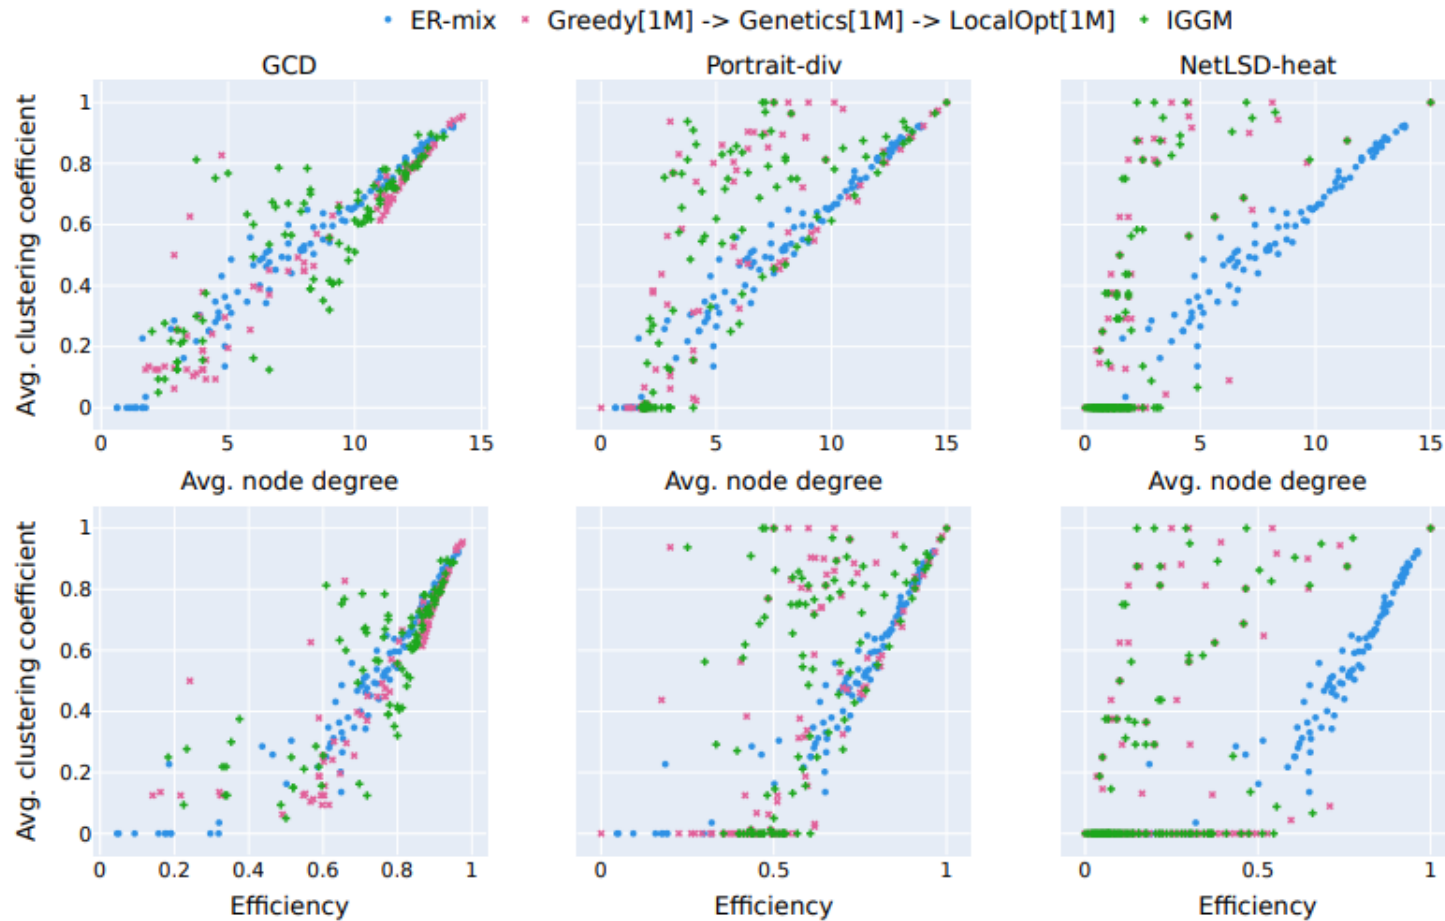 ER-mix Greedy[1M] -> Genetics[1M] -> LocalOpt[1M] IGGM
GCD Portrait-div NetLSD-heat
Avg. clustering coefficient
1
0.8
0.6
0.4
0.2
0
0 5 10 15 0 5 10 15 0 5 10 15
Avg. node degree Avg. node degree Avg. node degree
Avg. clustering coefficient
1
0.8
0.6
0.4
0.2
0
0 0.2 0.4 0.6 0.8 1 0 0.5 1 0 0.5 1
Efficiency Efficiency Efficiency